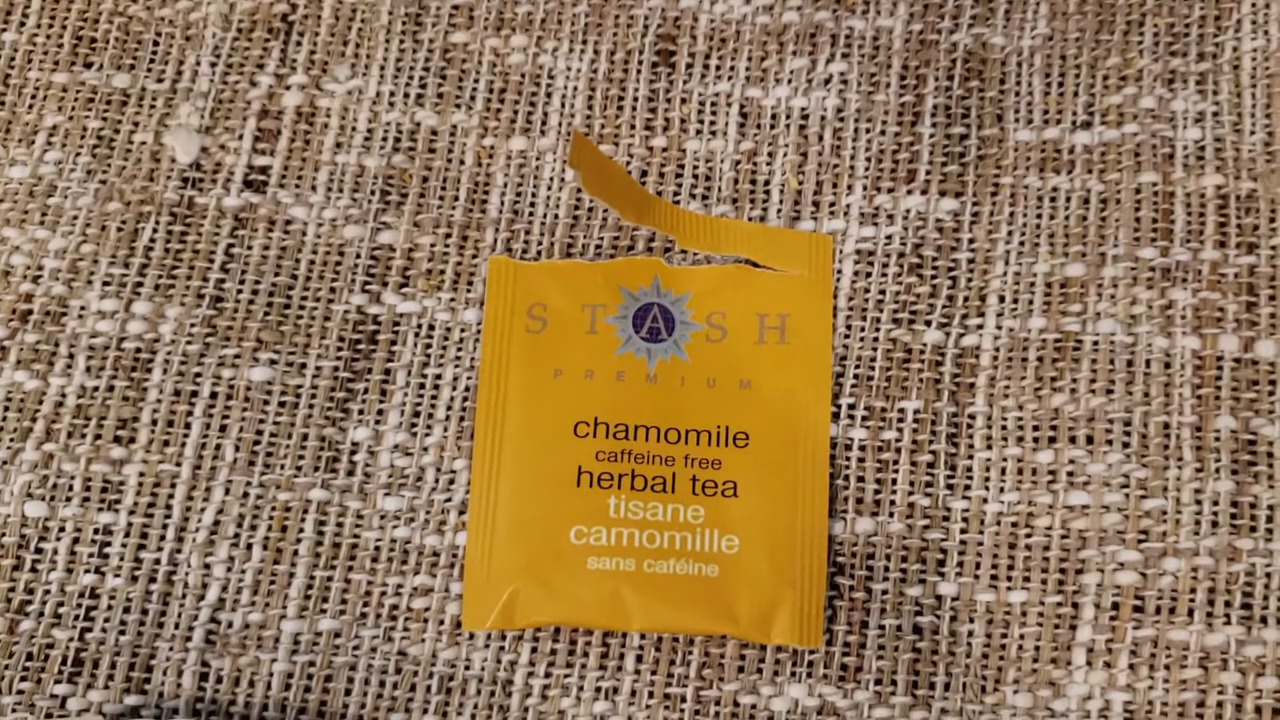 STASH
PREMIUM
chamomile
caffeine free
herbal tea
tisane
camomille
sans caféine